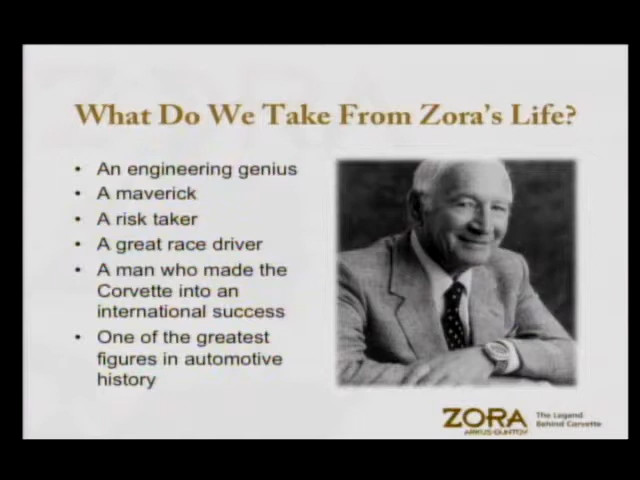 What Do We Take From Zora's Life?
• An engineering genius
• A maverick
• A risk taker
• A great race driver
• A man who made the
Corvette into an
international success
• One of the greatest
figures in automotive
history
ZORA
ARKUS-DUNTOV
The Legend
Behind Corvette